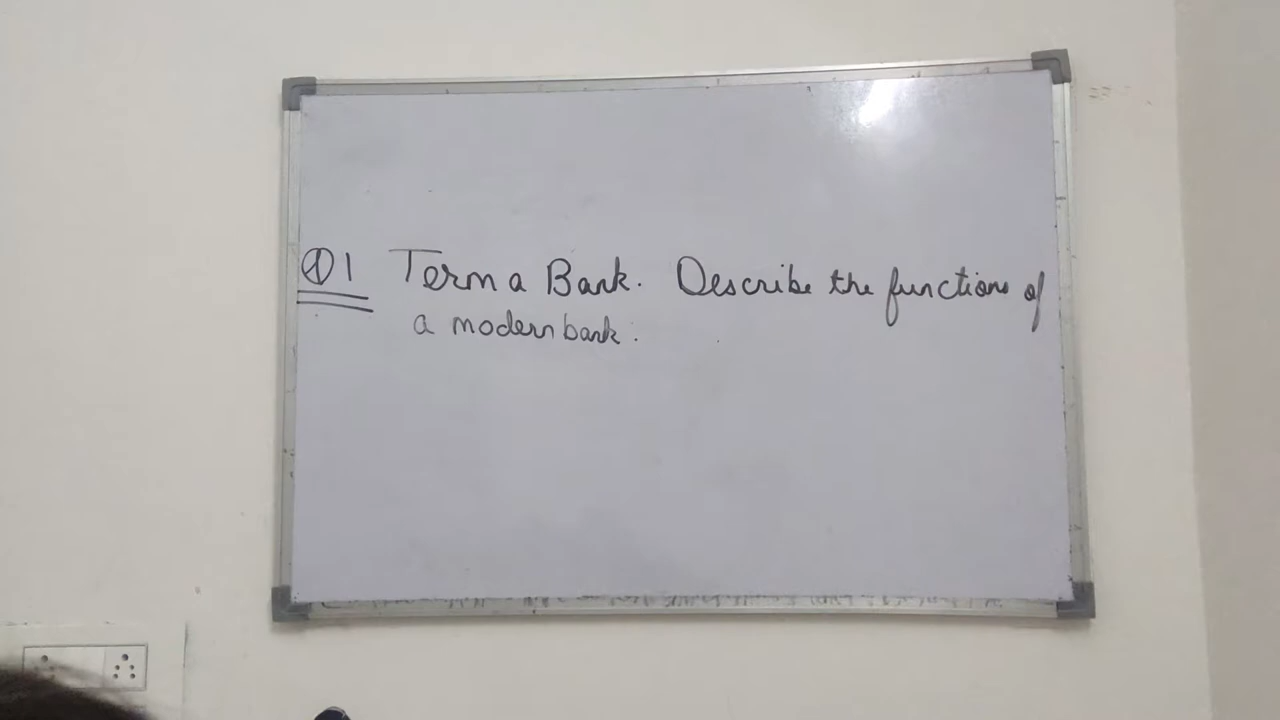 Q1 Term a Bank. Describe the functions of
a modern bank.